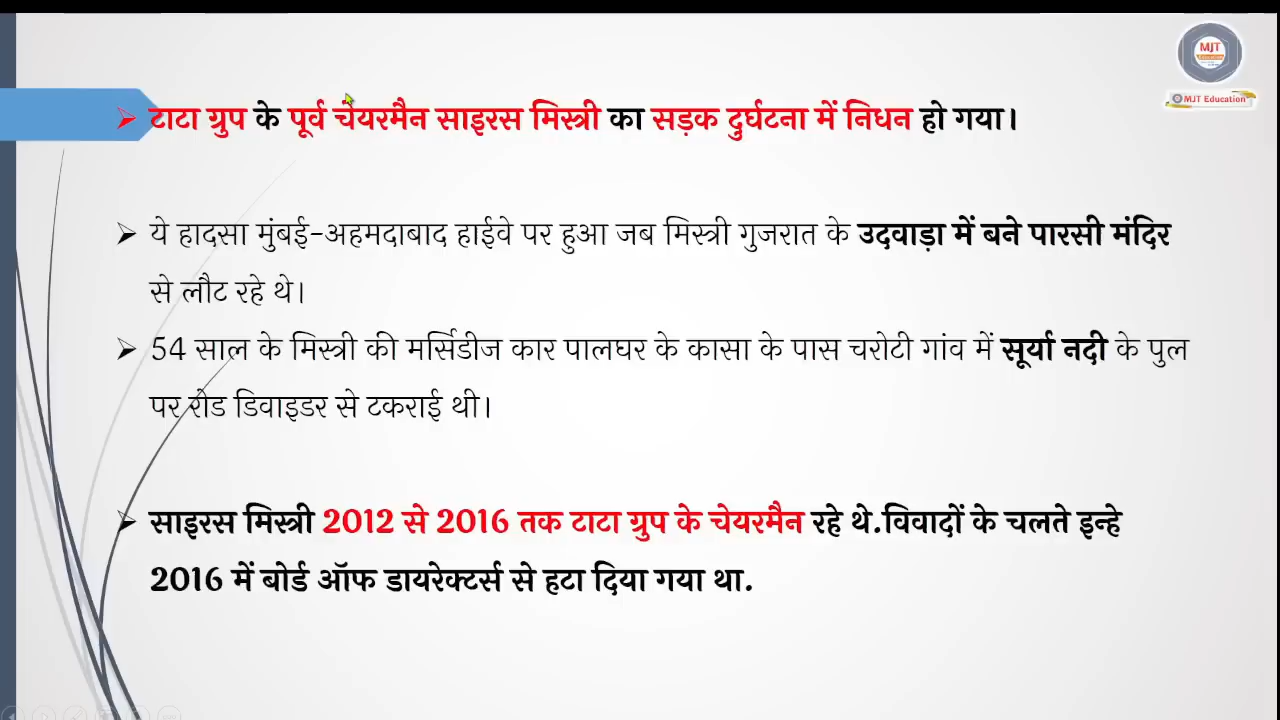 MJT
Education
MJT Education
➢ टाटा ग्रुप के पूर्व चेयरमैन साइरस मिस्त्री का सड़क दुर्घटना में निधन हो गया।
➢ ये हादसा मुंबई-अहमदाबाद हाईवे पर हुआ जब मिस्त्री गुजरात के उदवाड़ा में बने पारसी मंदिर
से लौट रहे थे।
➢ 54 साल के मिस्त्री की मर्सिडीज कार पालघर के कासा के पास चरोटी गांव में सूर्या नदी के पुल
पर रोड डिवाइडर से टकराई थी।
➢ साइरस मिस्त्री 2012 से 2016 तक टाटा ग्रुप के चेयरमैन रहे थे.विवादों के चलते इन्हे
2016 में बोर्ड ऑफ डायरेक्टर्स से हटा दिया गया था.